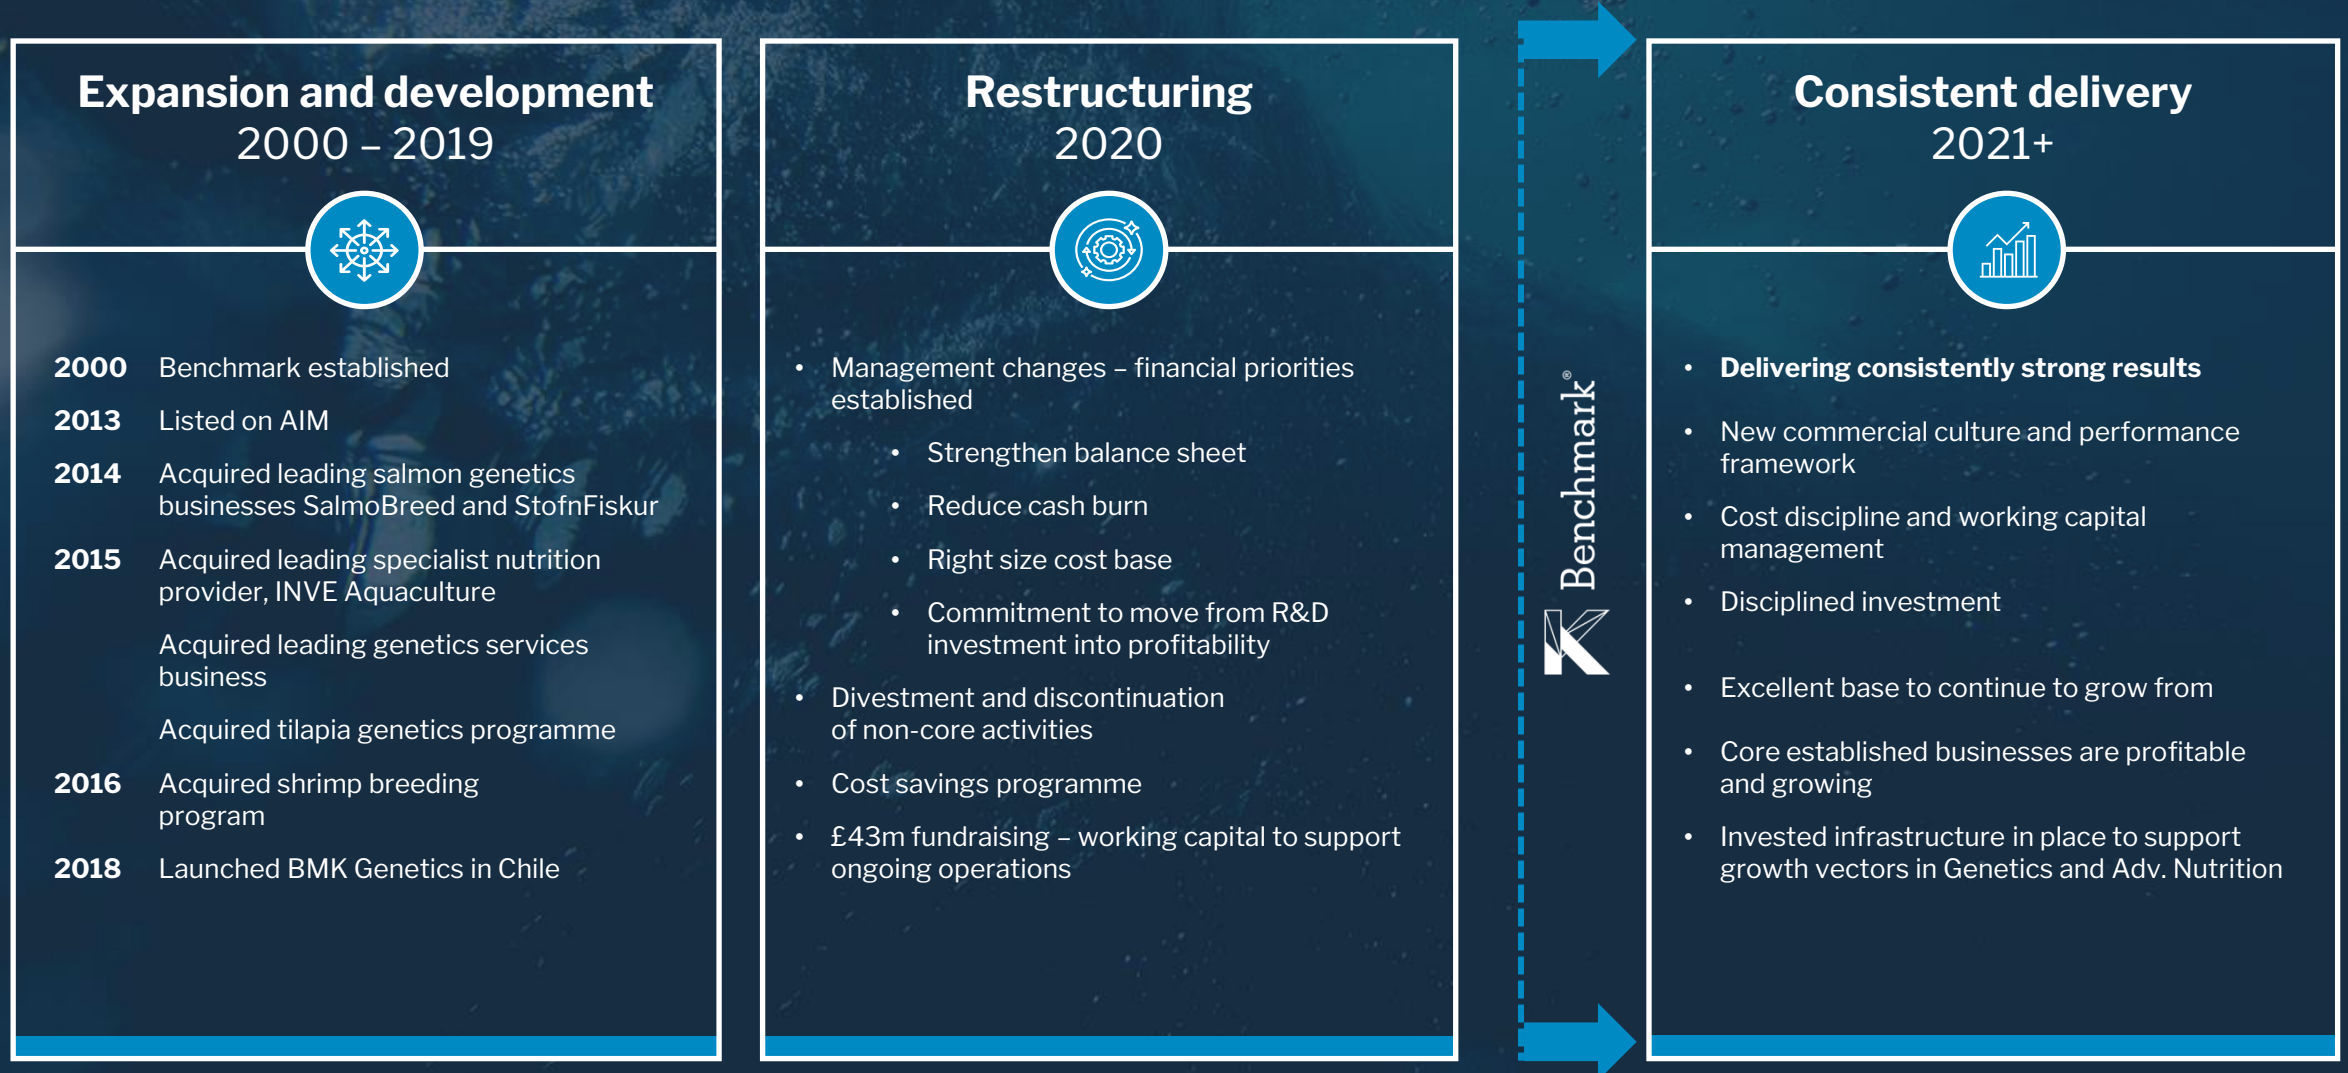 Expansion and development
2000 – 2019
2000 Benchmark established
2013 Listed on AIM
2014 Acquired leading salmon genetics
businesses SalmoBreed and StofnFiskur
2015 Acquired leading specialist nutrition
provider, INVE Aquaculture
Acquired leading genetics services
business
Acquired tilapia genetics programme
2016 Acquired shrimp breeding
program
2018 Launched BMK Genetics in Chile
Restructuring
2020
• Management changes – financial priorities
established
• Strengthen balance sheet
• Reduce cash burn
• Right size cost base
• Commitment to move from R&D
investment into profitability
• Divestment and discontinuation
of non-core activities
• Cost savings programme
• £43m fundraising – working capital to support
ongoing operations
Benchmark®
Consistent delivery
2021+
• Delivering consistently strong results
• New commercial culture and performance
framework
• Cost discipline and working capital
management
• Disciplined investment
• Excellent base to continue to grow from
• Core established businesses are profitable
and growing
• Invested infrastructure in place to support
growth vectors in Genetics and Adv. Nutrition